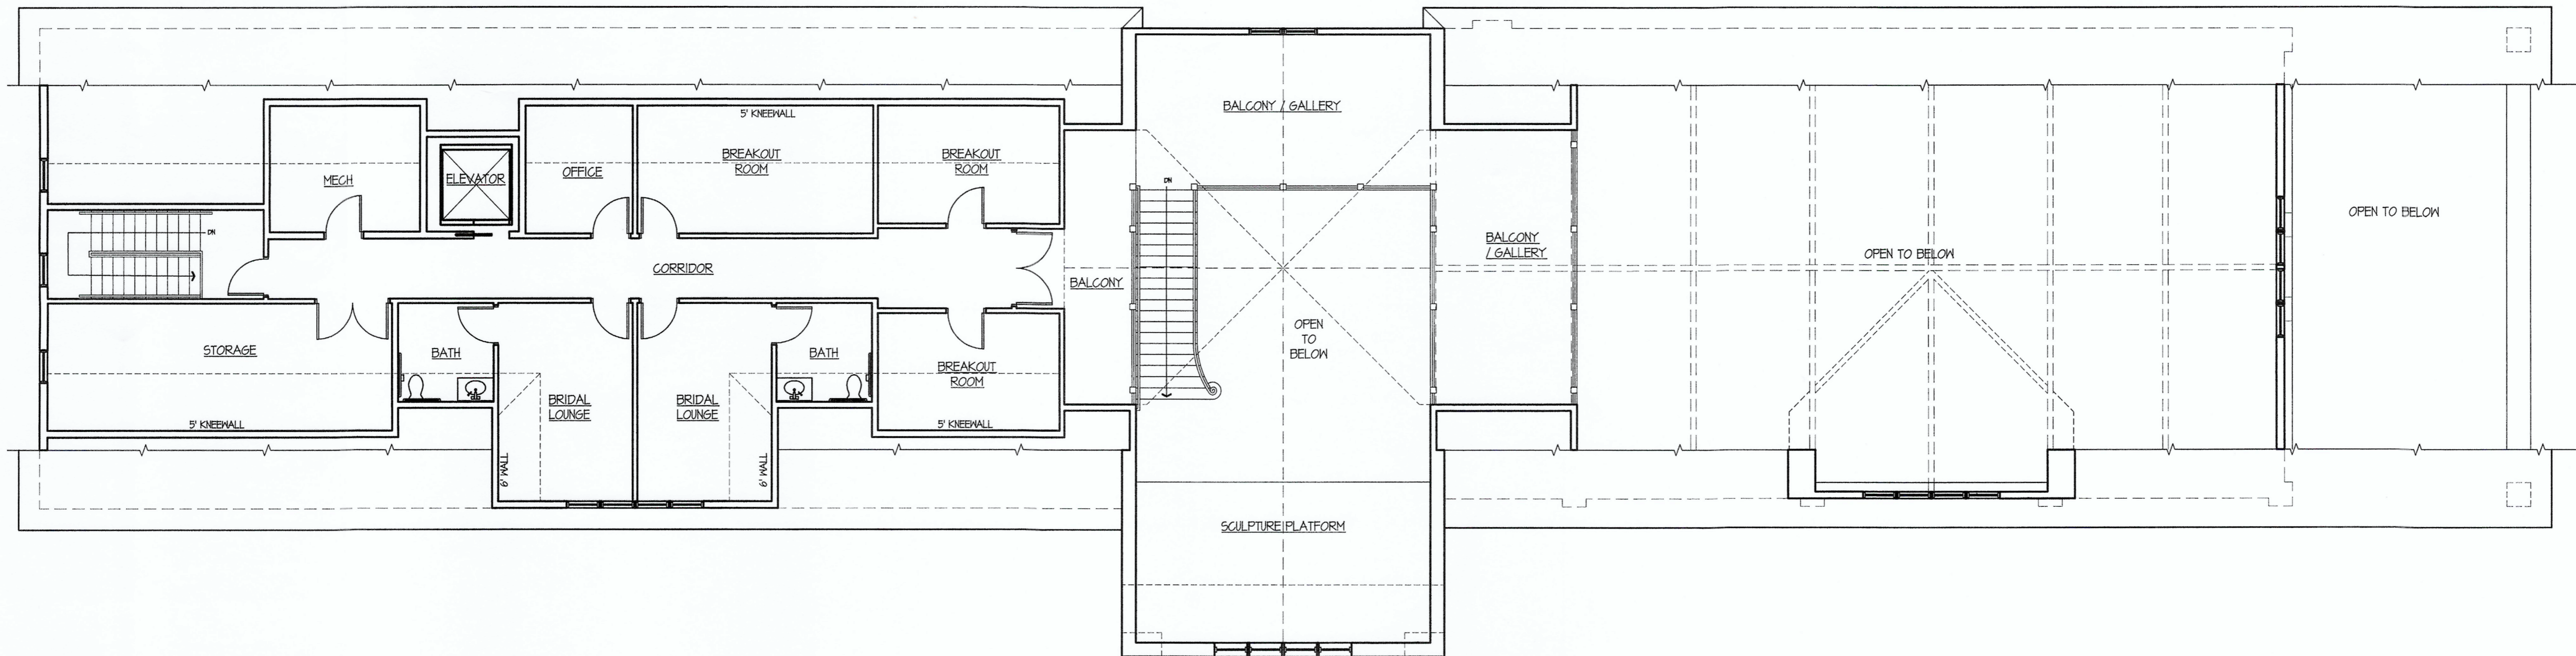 BALCONY / GALLERY
5' KNEEWALL
MECH
ELEVATOR
OFFICE
BREAKOUT
ROOM
BREAKOUT
ROOM
DN
DN
CORRIDOR
BALCONY
BALCONY
/ GALLERY
OPEN TO BELOW
OPEN TO BELOW
STORAGE
5' KNEEWALL
BATH
BRIDAL
LOUNGE
6' WALL
BRIDAL
LOUNGE
6' WALL
BATH
BREAKOUT
ROOM
5' KNEEWALL
OPEN
TO
BELOW
SCULPTURE PLATFORM